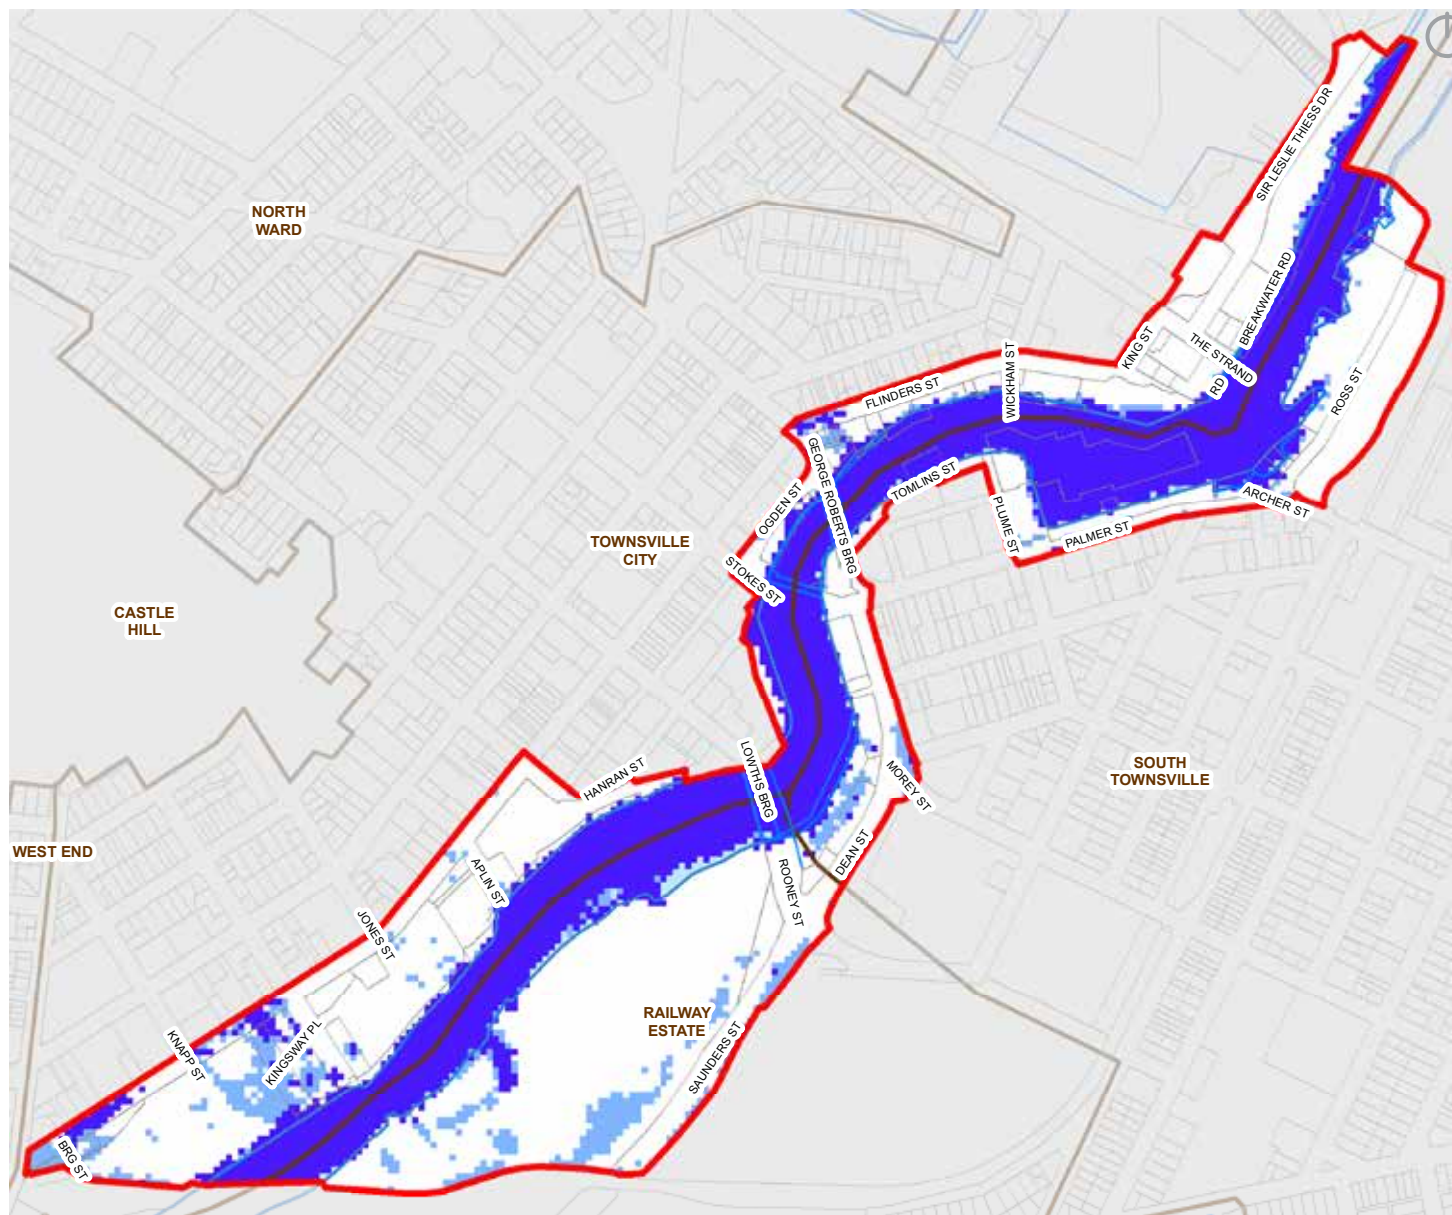 SIR LESLIE THIESS DR
NORTH
WARD
BREAKWATER RD
KING ST
THE STRAND
WICKHAM ST
FLINDERS ST
RD
ROSS ST
GEORGE ROBERTS BRG
TOMLINS ST
OGDEN ST
PLUME ST
ARCHER ST
PALMER ST
TOWNSVILLE
CITY
STOKES ST
CASTLE
HILL
SOUTH
TOWNSVILLE
LOWTHS BRG
HANRAN ST
MOREY ST
WEST END
DEAN ST
APLIN ST
ROONEY ST
JONES ST
RAILWAY
ESTATE
KINGSWAY PL
KNAPP ST
SAUNDERS ST
BRG ST